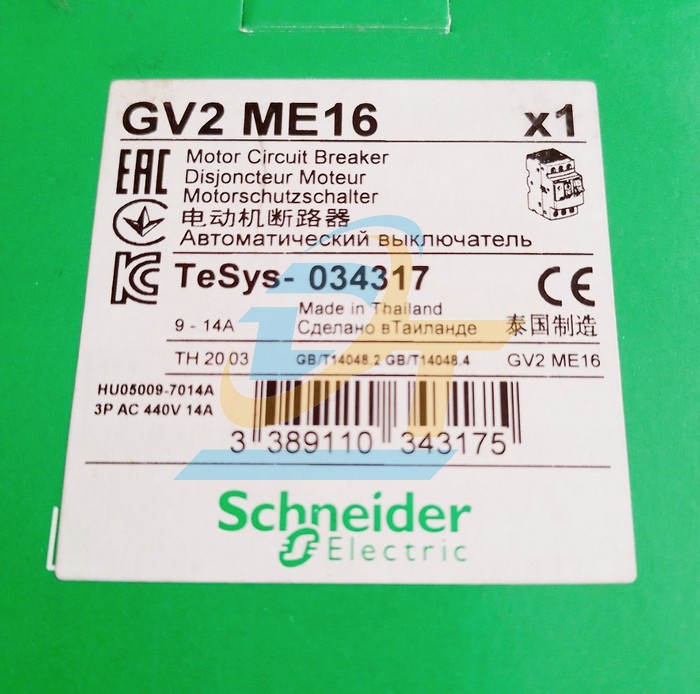 GV2 ME16 x1
EAC Motor Circuit Breaker
Disjoncteur Moteur
Motorschutzschalter
电动机断路器
Автоматический выключатель
TeSys- 034317 CE
Made in Thailand
9 - 14A Сделано вТаиланде 泰国制造
TH 20 03 GB/T14048.2 GB/T14048.4 GV2 ME16
HU05009-7014A
3P AC 440V 14A
3 389110 343175
Schneider
Electric